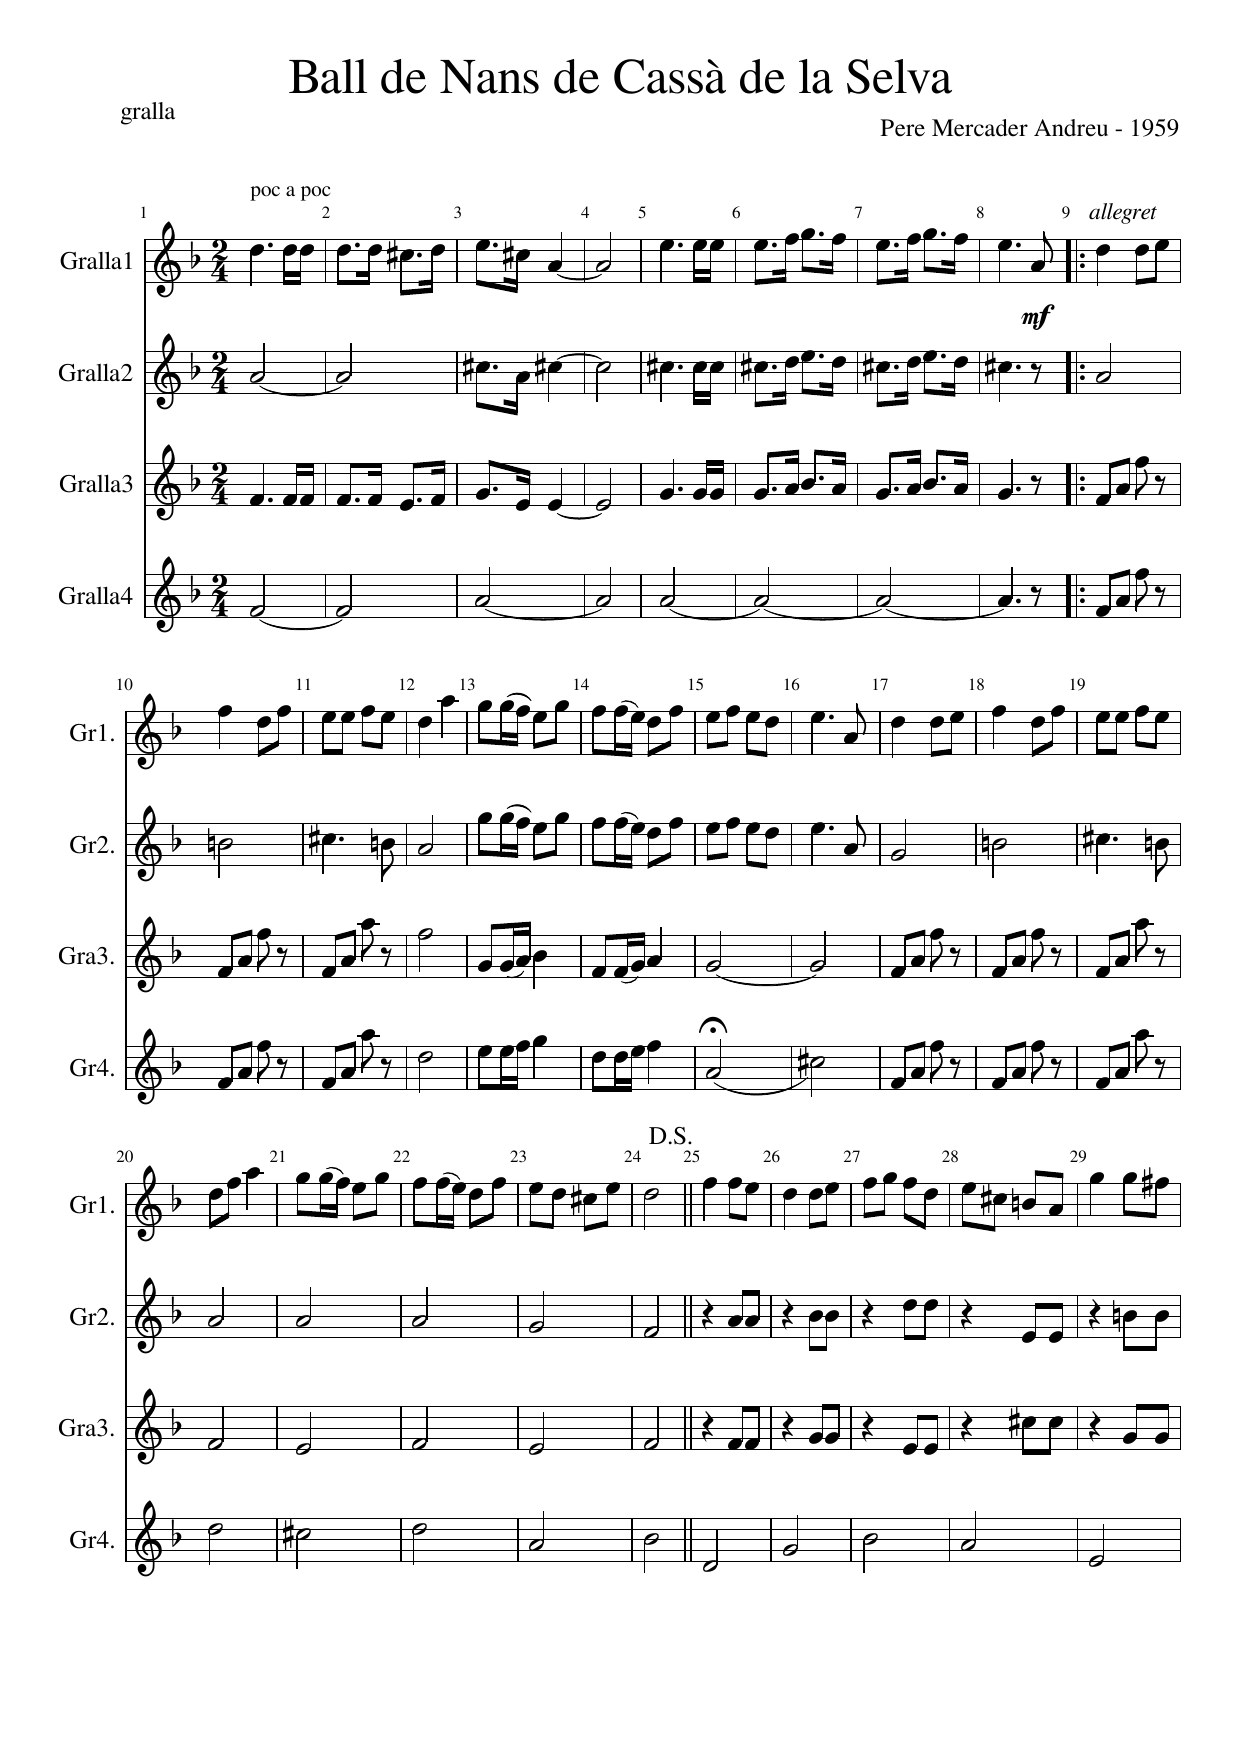 Ball de Nans de Cassà de la Selva
gralla
Pere Mercader Andreu - 1959
poc a poc
1 2 3 4 5 6 7 8 9 allegret
Gralla1
mf
Gralla2
Gralla3
Gralla4
10 11 12 13 14 15 16 17 18 19
Gr1.
Gr2.
Gra3.
Gr4.
D.S.
20 21 22 23 24 25 26 27 28 29
Gr1.
Gr2.
Gra3.
Gr4.